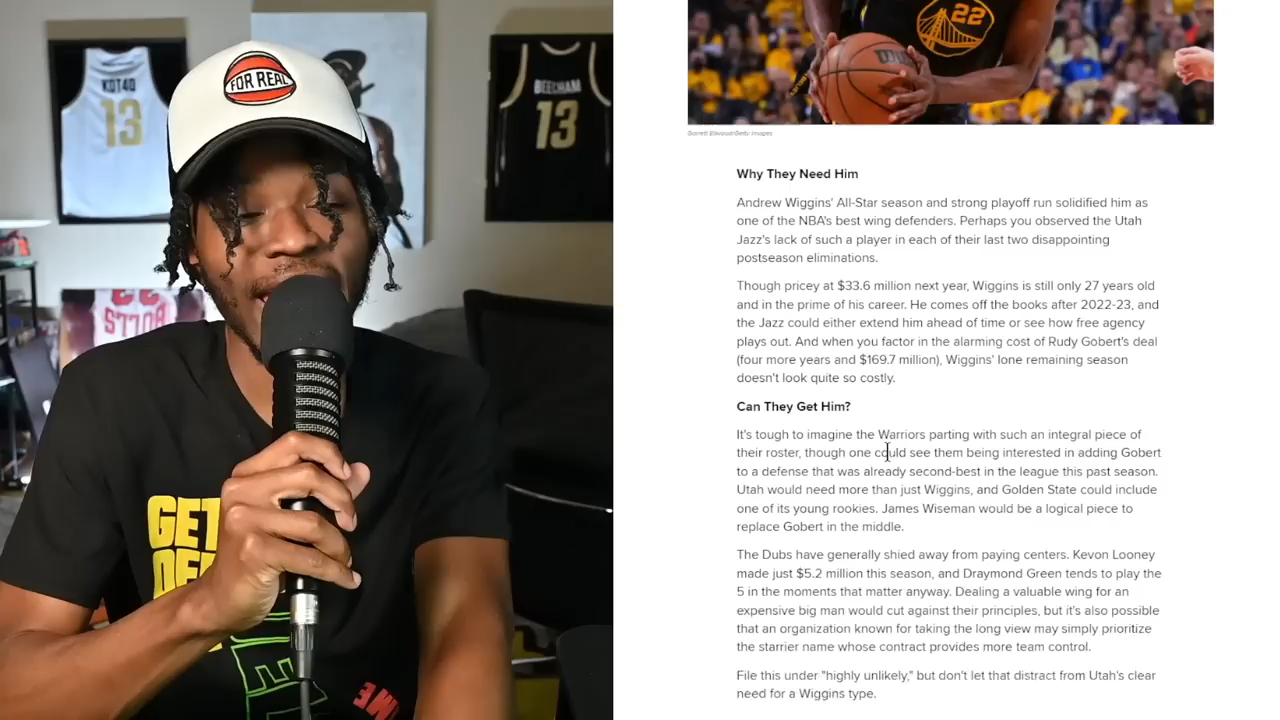 FOR REAL
KOT4Q
13
BEECHAM
13
22
BULLS
GET
22
Garrett Ellwood/Getty Images
Why They Need Him
Andrew Wiggins' All-Star season and strong playoff run solidified him as
one of the NBA's best wing defenders. Perhaps you observed the Utah
Jazz's lack of such a player in each of their last two disappointing
postseason eliminations.
Though pricey at $33.6 million next year, Wiggins is still only 27 years old
and in the prime of his career. He comes off the books after 2022-23, and
the Jazz could either extend him ahead of time or see how free agency
plays out. And when you factor in the alarming cost of Rudy Gobert's deal
(four more years and $169.7 million), Wiggins' lone remaining season
doesn't look quite so costly.
Can They Get Him?
It's tough to imagine the Warriors parting with such an integral piece of
their roster, though one could see them being interested in adding Gobert
to a defense that was already second-best in the league this past season.
Utah would need more than just Wiggins, and Golden State could include
one of its young rookies. James Wiseman would be a logical piece to
replace Gobert in the middle.
The Dubs have generally shied away from paying centers. Kevon Looney
made just $5.2 million this season, and Draymond Green tends to play the
5 in the moments that matter anyway. Dealing a valuable wing for an
expensive big man would cut against their principles, but it's also possible
that an organization known for taking the long view may simply prioritize
the starrier name whose contract provides more team control.
File this under "highly unlikely," but don't let that distract from Utah's clear
need for a Wiggins type.